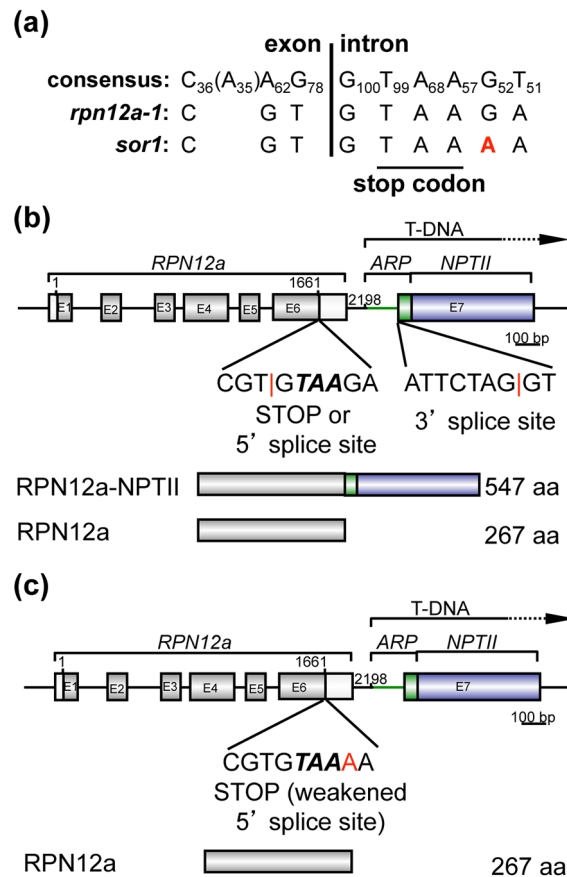 (a)
exon intron
consensus: C36(A35)A62G78 G100T99A68A57G52T51
rpn12a-1: C G T G T A A G A
sor1: C G T G T A A A A
stop codon
(b)
T-DNA
RPN12a ARP NPTII
1 1661 2198
E1 E2 E3 E4 E5 E6 E7
100 bp
CGT|GTAAGA ATTCTAG|GT
STOP or 3’ splice site
5’ splice site
RPN12a-NPTII 547 aa
RPN12a 267 aa
(c)
T-DNA
RPN12a ARP NPTII
1 1661 2198
E1 E2 E3 E4 E5 E6 E7
100 bp
CGTGTAAAA
STOP (weakened
5’ splice site)
RPN12a 267 aa